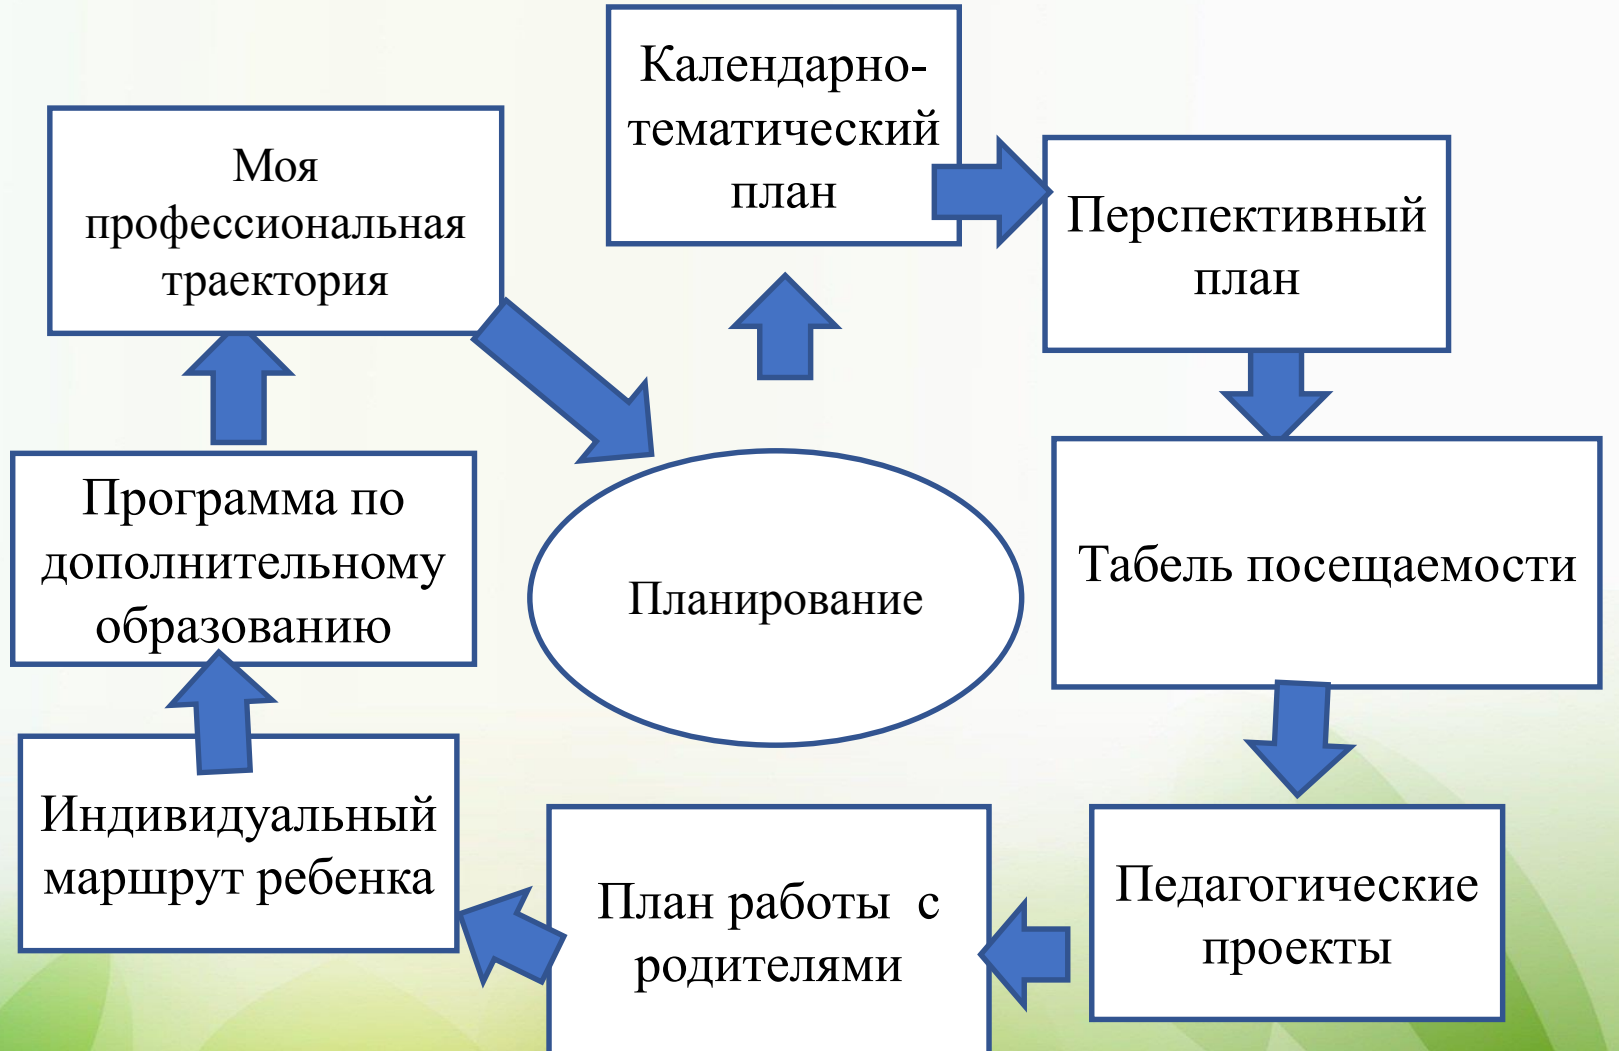 Календарно-
тематический
план
Моя
профессиональная
траектория
Перспективный
план
Программа по
дополнительному
образованию
Планирование
Табель посещаемости
Индивидуальный
маршрут ребенка
План работы  с
родителями
Педагогические
проекты